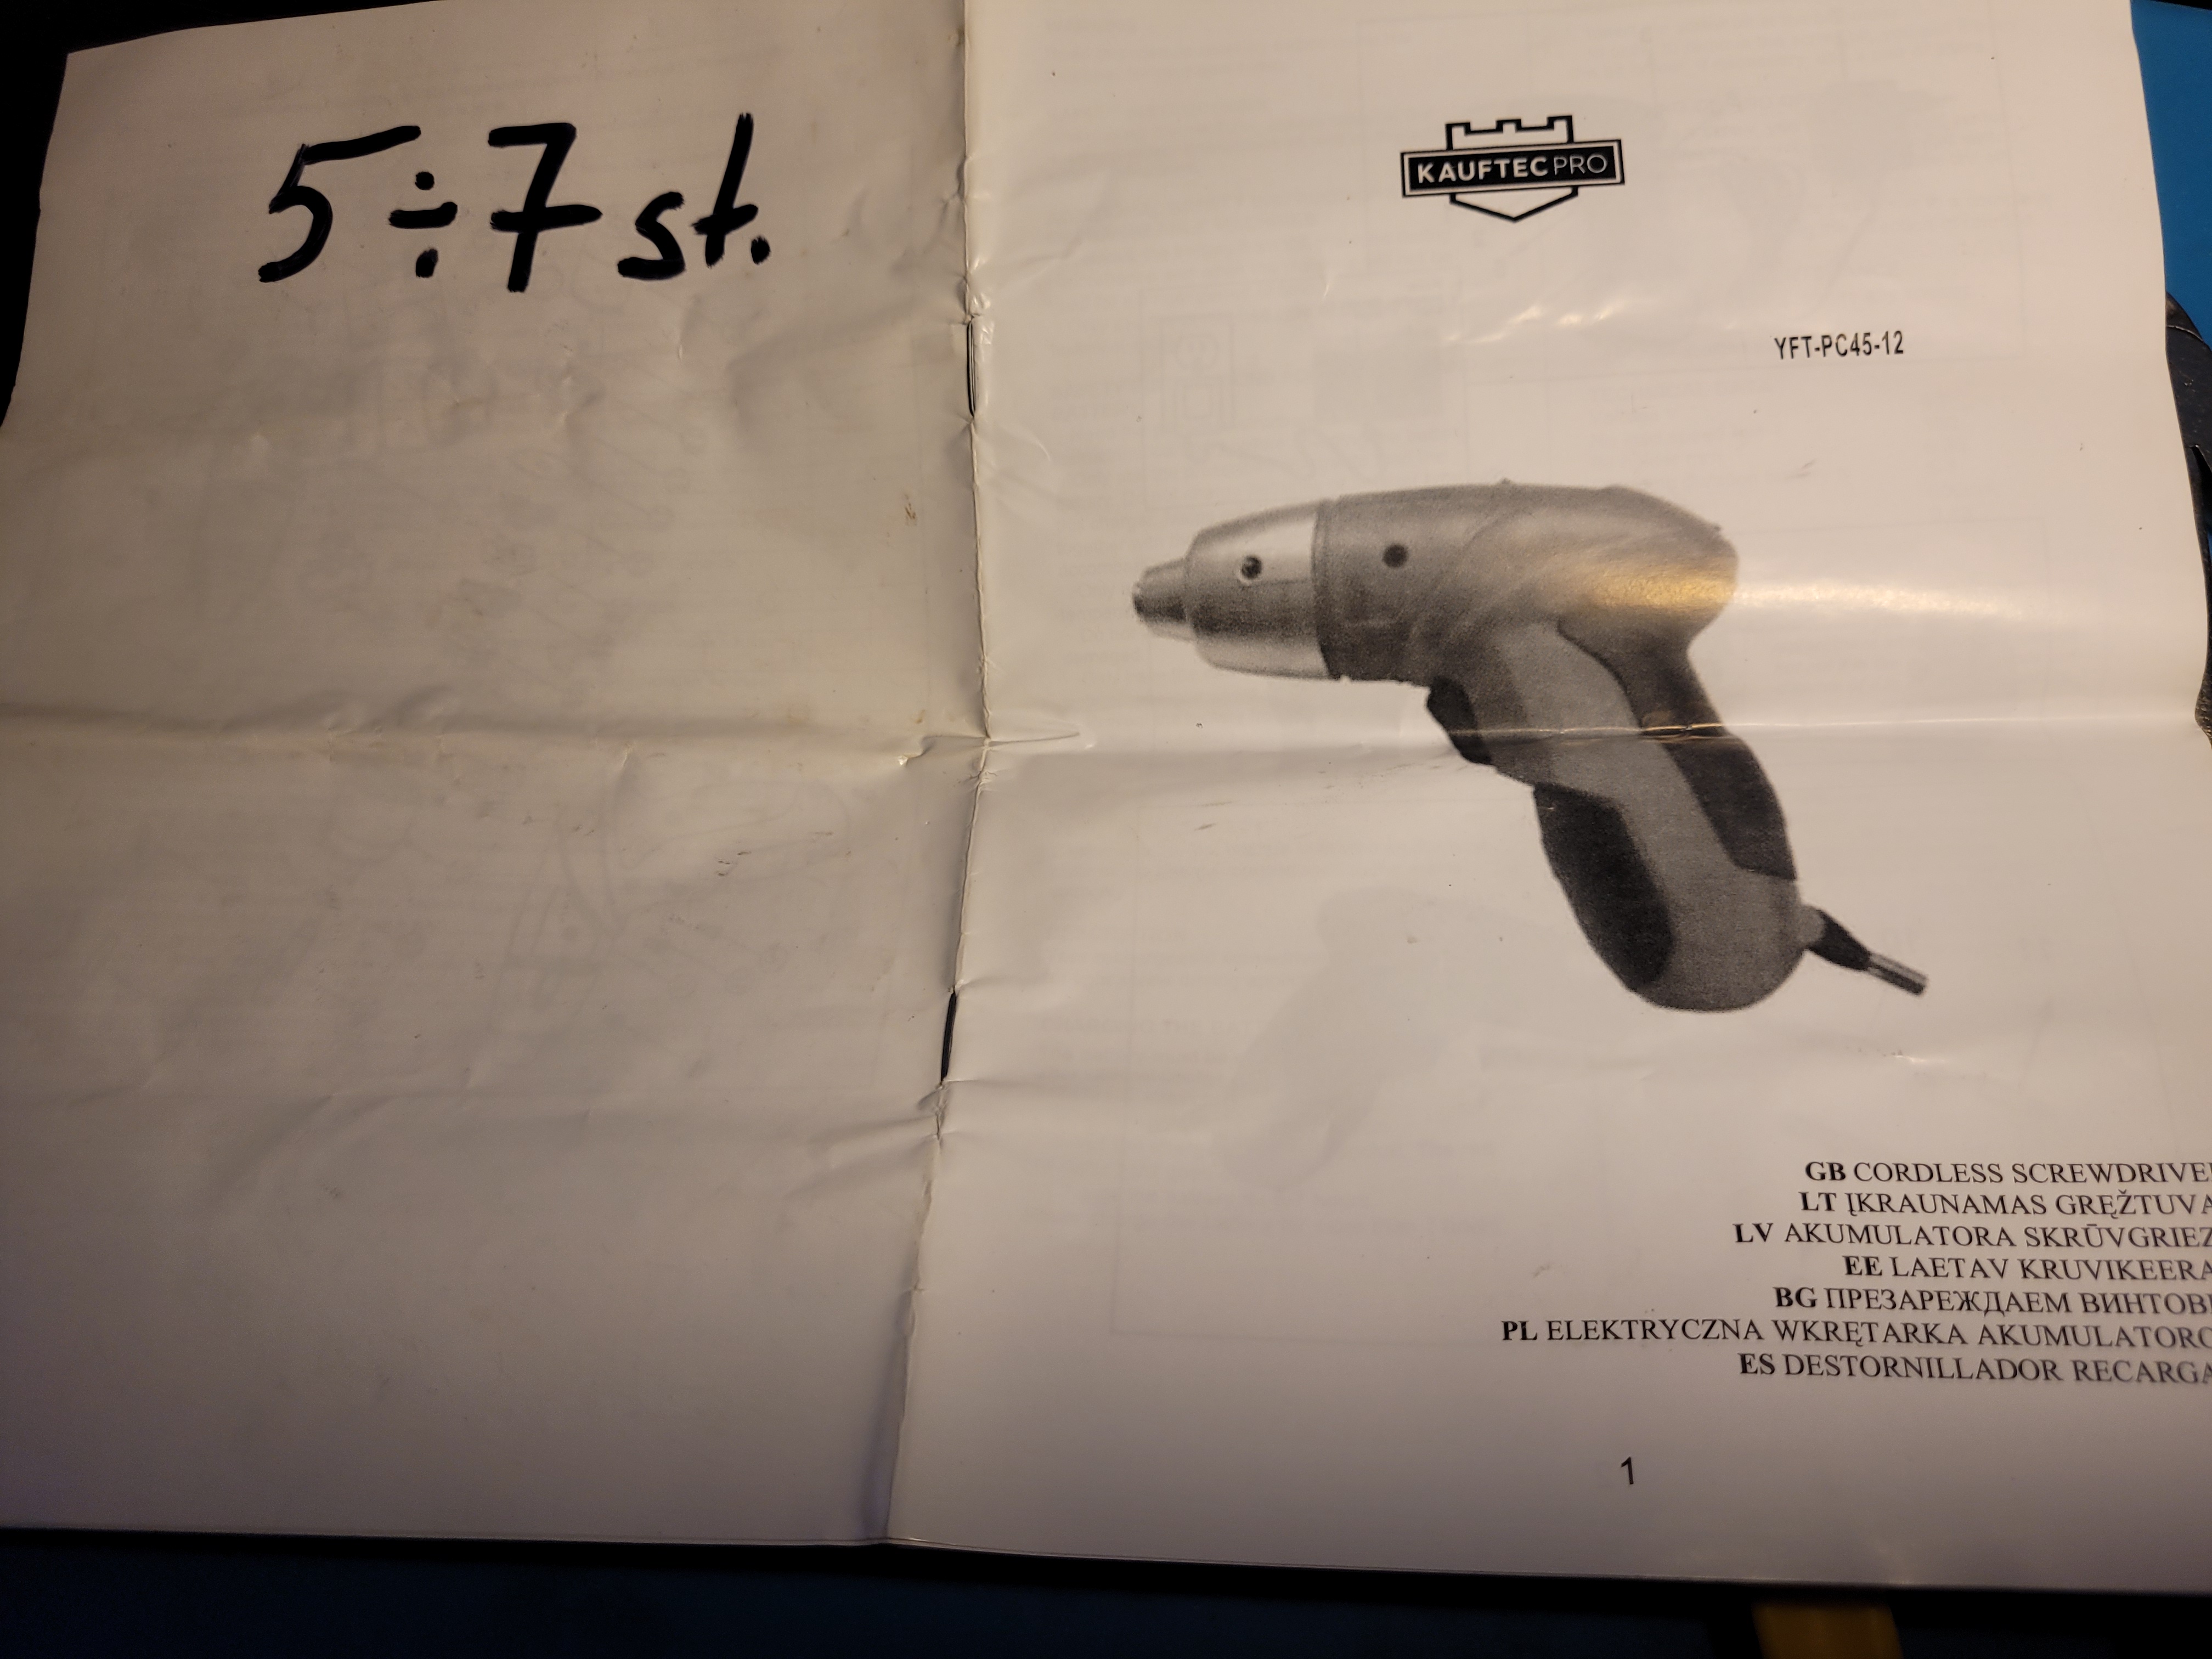 5÷7 st.
KAUFTEC PRO
YFT-PC45-12
GB CORDLESS SCREWDRIVE
LT ĮKRAUNAMAS GRĘŽTUVA
LV AKUMULATORA SKRŪVGRIEZ
EE LAETAV KRUVIKEERA
BG ПРЕЗАРЕЖДАЕМ ВИНТОВ
PL ELEKTRYCZNA WKRĘTARKA AKUMULATORO
ES DESTORNILLADOR RECARGA
1